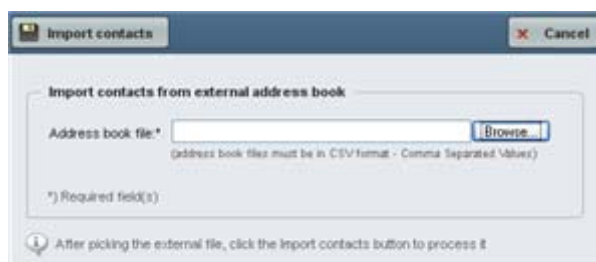 Import contacts
Cancel
Import contacts from external address book
Address book file:*
Browse...
(address book files must be in CSV format - Comma Separated Values)
*) Required field(s)
After picking the external file, click the Import contacts button to process it